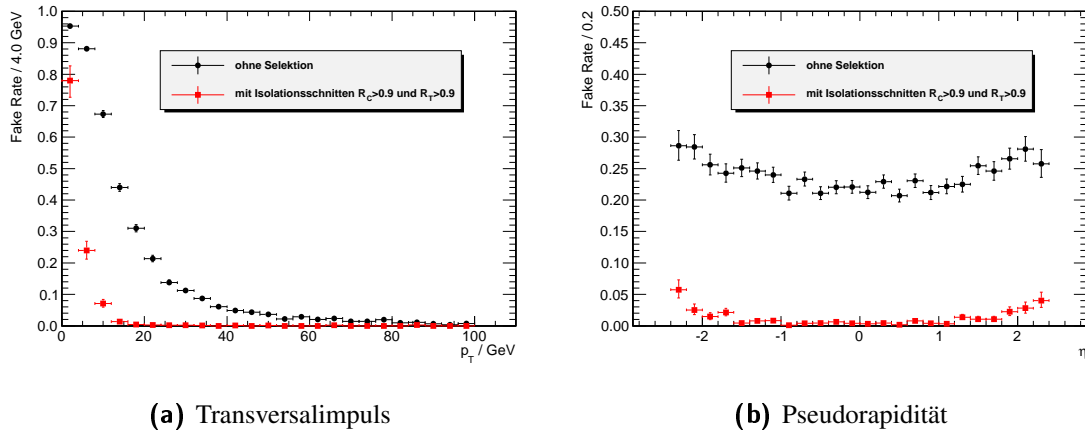 Fake Rate / 4.0 GeV
1.0
0.9
0.8
0.7
0.6
0.5
0.4
0.3
0.2
0.1
0.0
ohne Selektion
mit Isolationsschnitten R_C>0.9 und R_T>0.9
0 20 40 60 80 100
p_T / GeV
(a) Transversalimpuls
Fake Rate / 0.2
0.50
0.45
0.40
0.35
0.30
0.25
0.20
0.15
0.10
0.05
0.00
ohne Selektion
mit Isolationsschnitten R_C>0.9 und R_T>0.9
-2 -1 0 1 2
η
(b) Pseudorapidität